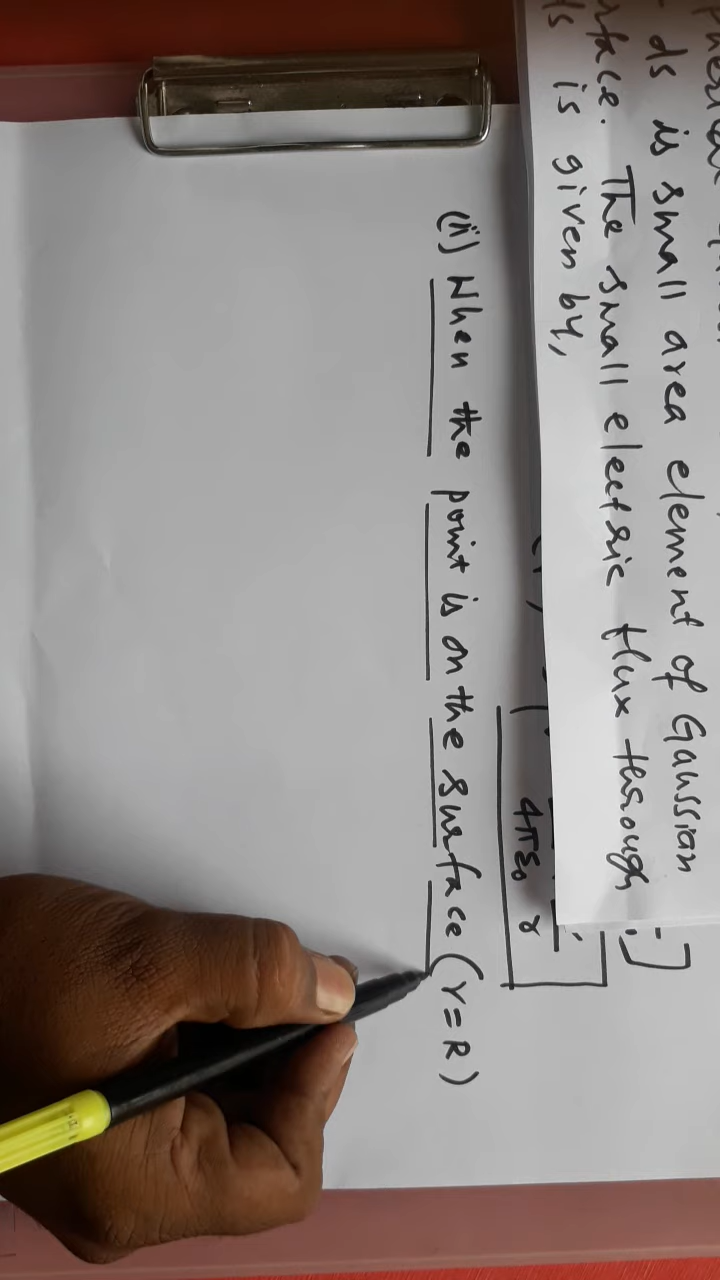 ds is small area element of Gaussian
The small electric flux through
is given by,
4πε₀ r
(ii) When the point is on the surface (r=R)